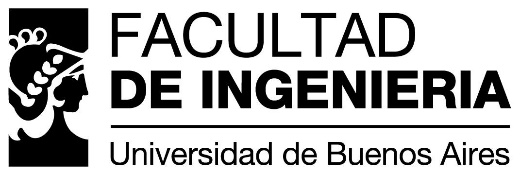 FACULTAD
DE INGENIERIA
Universidad de Buenos Aires